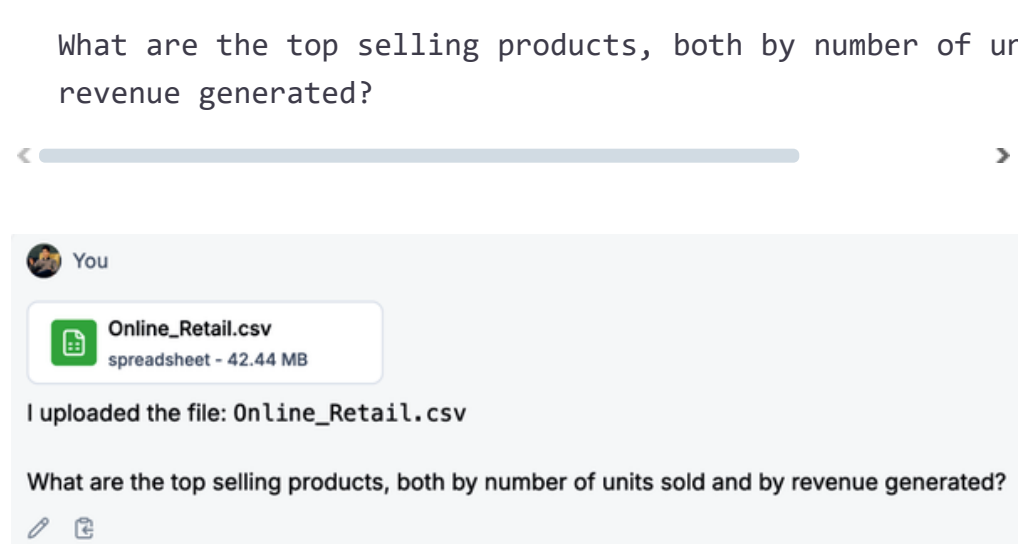 What are the top selling products, both by number of
revenue generated?
You
Online_Retail.csv
spreadsheet - 42.44 MB
I uploaded the file: Online_Retail.csv
What are the top selling products, both by number of units sold and by revenue generated?